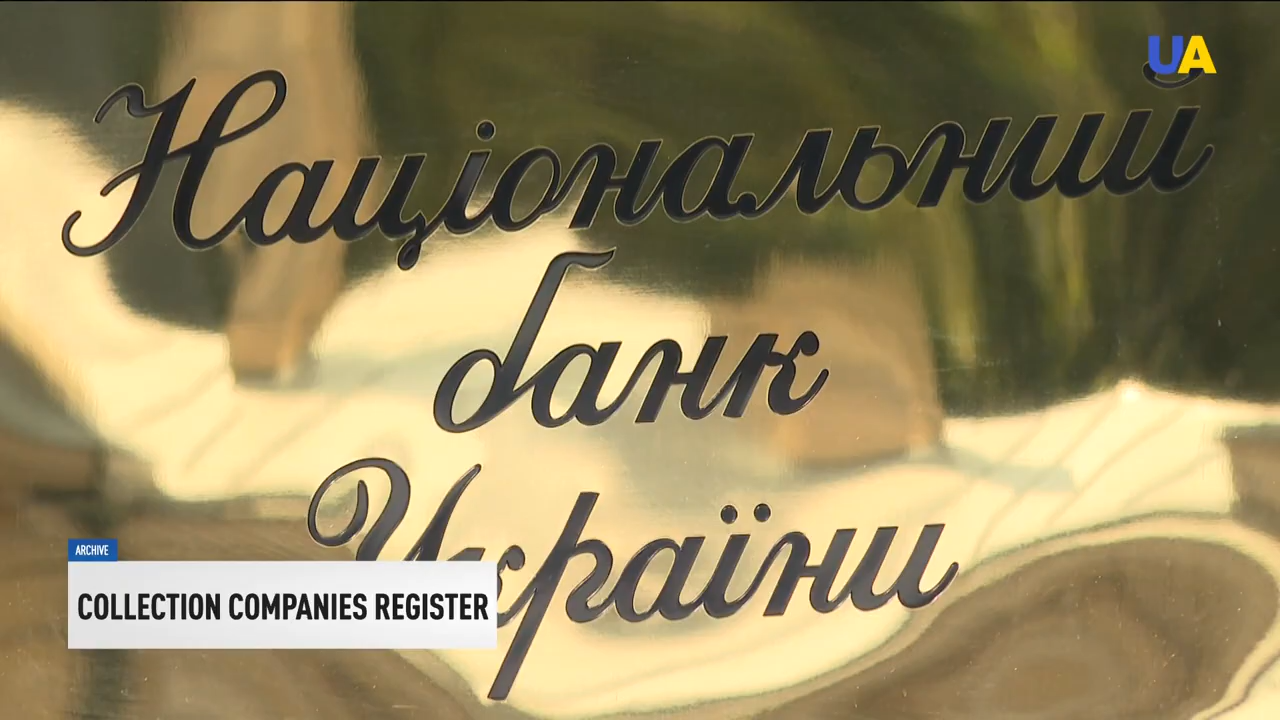 UA
Національний
банк
України
ARCHIVE
COLLECTION COMPANIES REGISTER